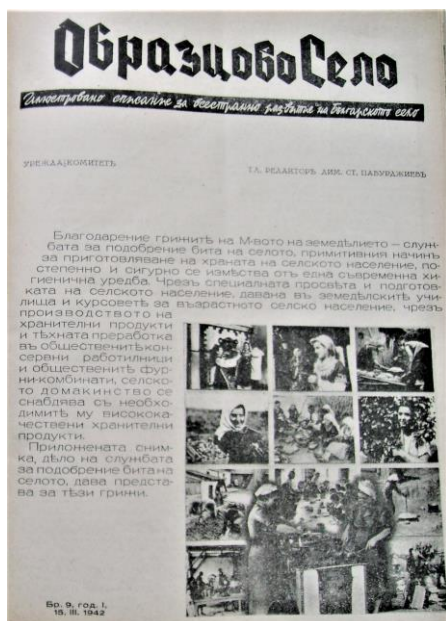 Образцово Село
Илюстровано списание за всестранно развитие на българското село
УРЕЖДА КОМИТЕТЪ
ГЛ. РЕДАКТОРЪ ДИМ. СТ. ПАВУРДЖИЕВЪ
Благодарение грижитѣ на М-вото на земедѣлието – служ-
бата за подобрение бита на селото, примитивния начинъ
за приготовляване на храната на селското население, по-
степенно и сигурно се измѣства отъ една съвременна хи-
гиенична уредба. Чрезъ специалната просвѣта и подготов-
ката на селското население, давана въ земедѣлскитѣ учи-
лища и курсоветѣ за възрастното селско население, чрезъ
производството на
хранителни продукти
и тѣхната преработка
въ общественитѣ кон-
сервни работилници
и общественитѣ фур-
ни-комбинати, селско-
то домакинство се
снабдява съ необхо-
димитѣ му висококa-
чествени хранителни
продукти.
Приложената сним-
ка, дѣло на службата
за подобрение бита на
селото, дава предста-
ва за тѣзи грижи.
Бр. 9, год. I.
15. III. 1942